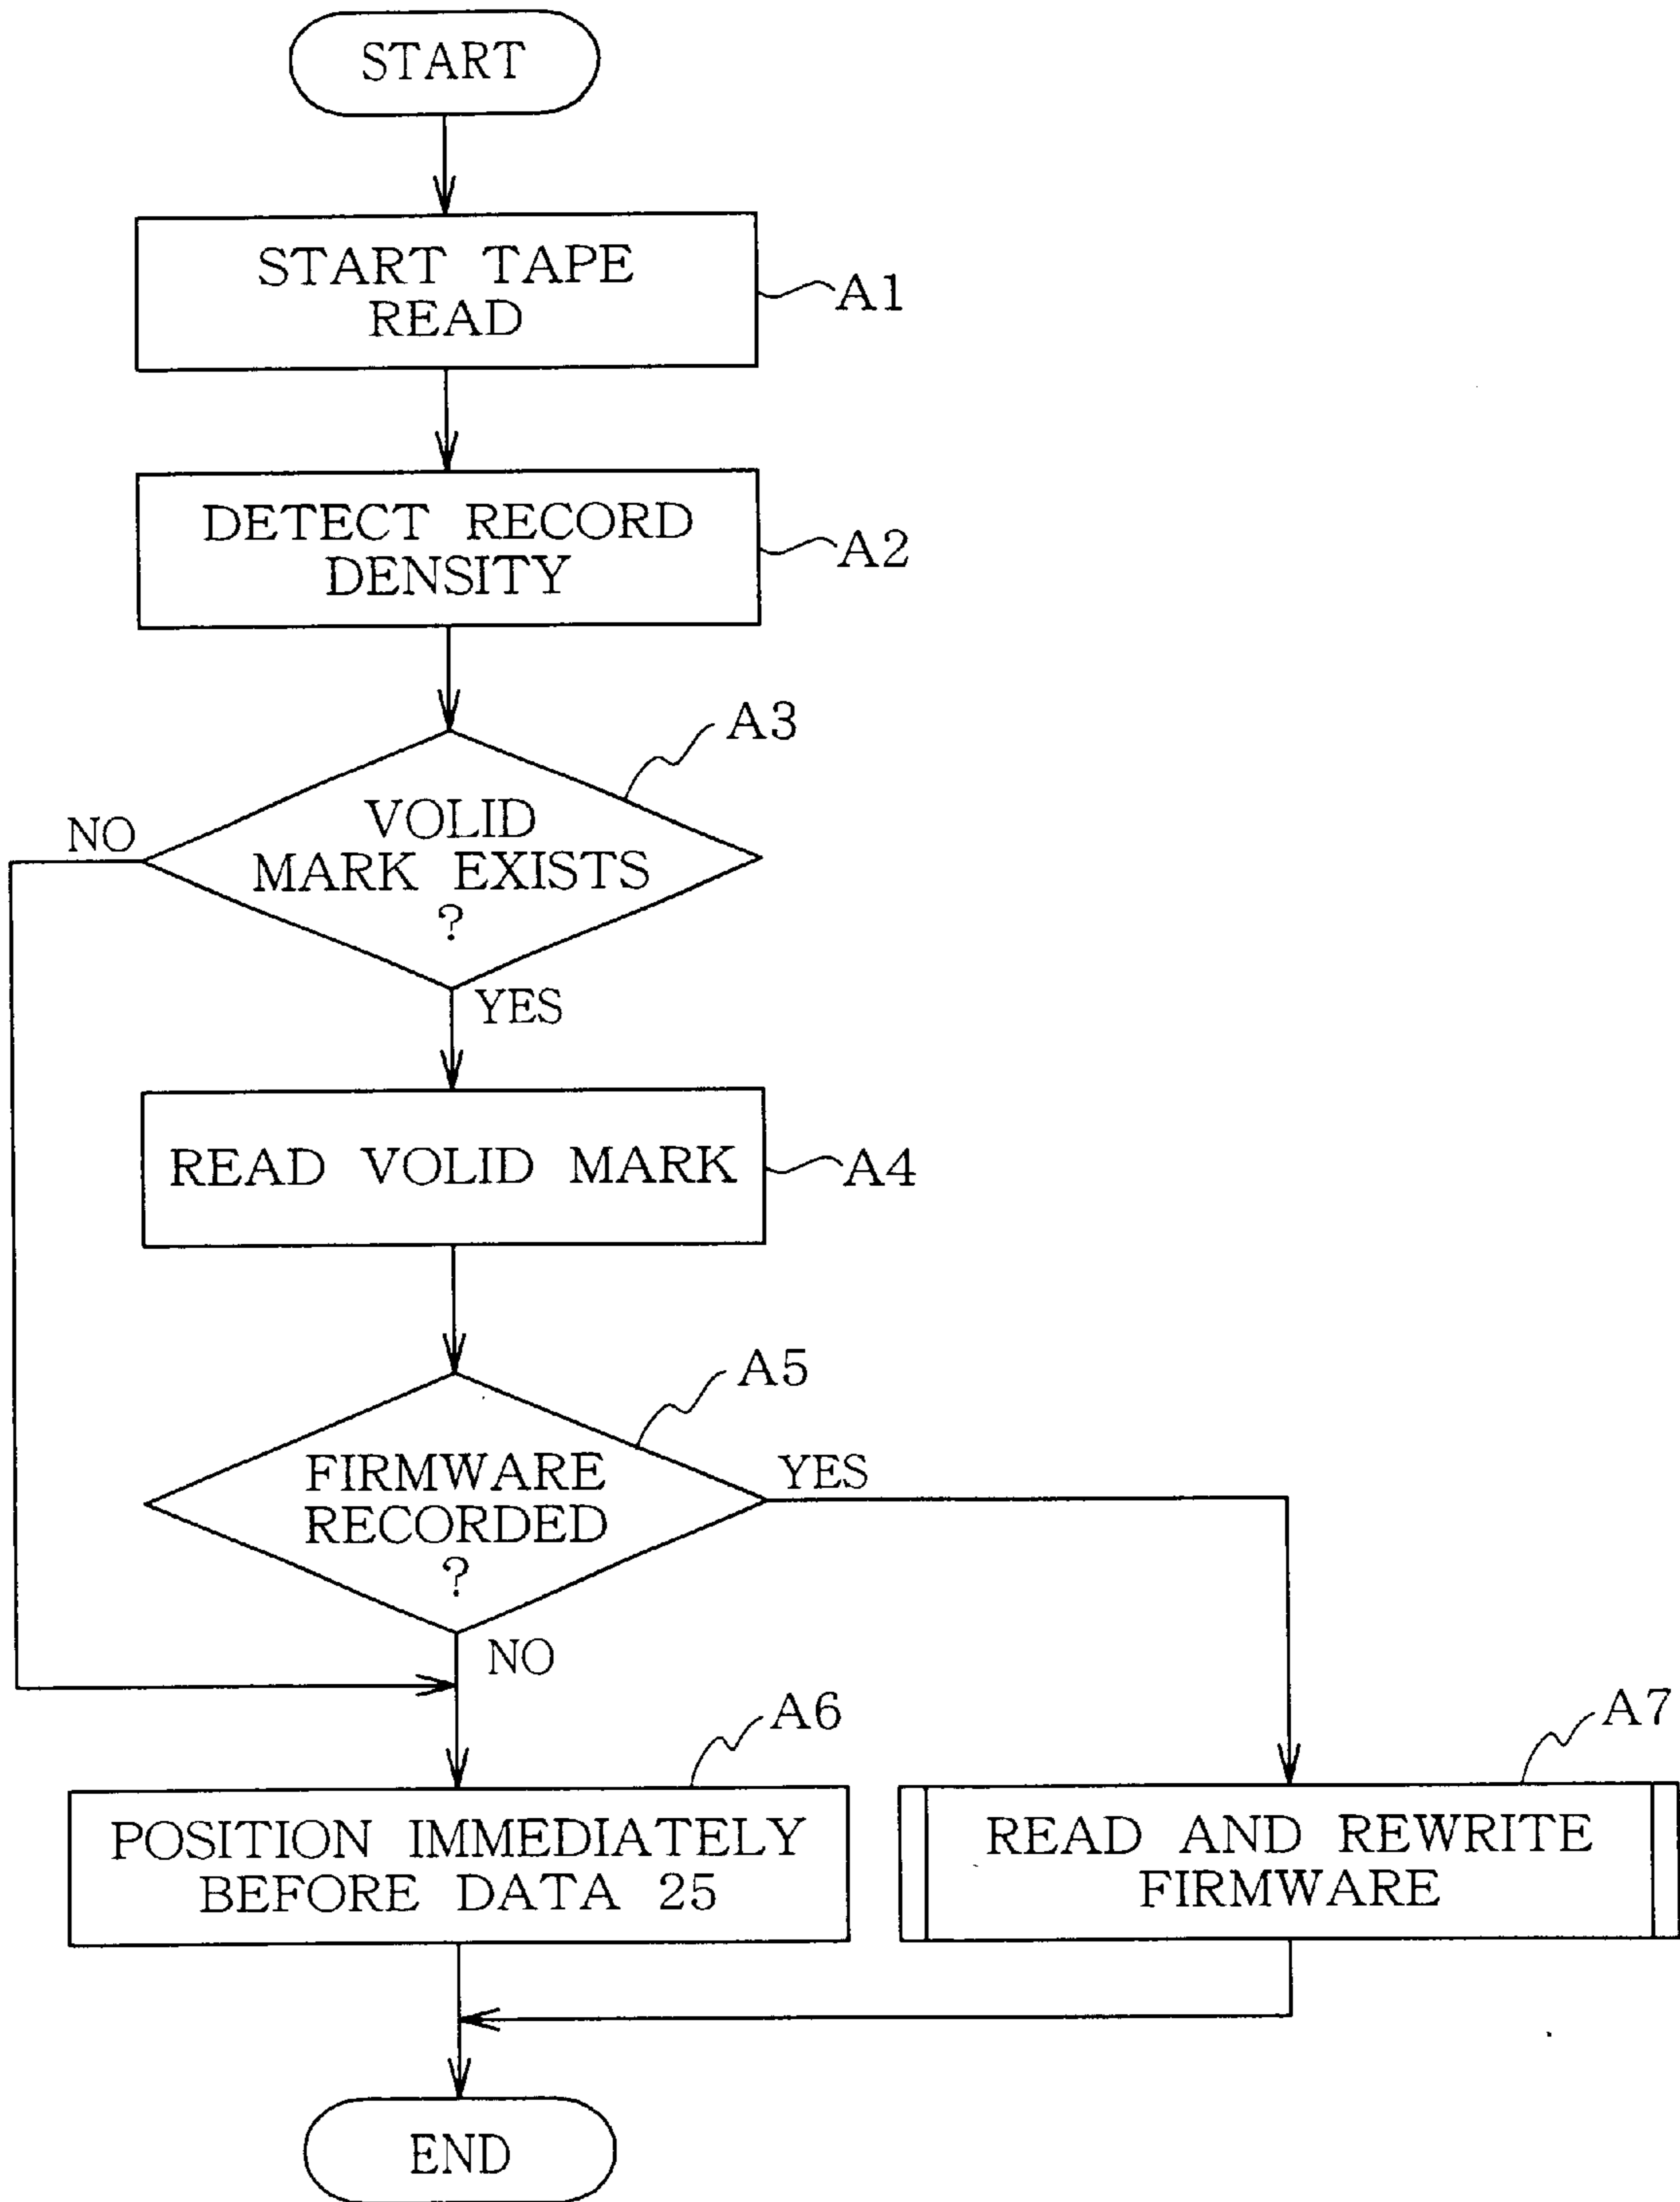 START
START TAPE
READ
A1
DETECT RECORD
DENSITY
A2
A3
VOLID
MARK EXISTS
?
NO
YES
READ VOLID MARK
A4
A5
FIRMWARE
RECORDED
?
YES
NO
A6
A7
POSITION IMMEDIATELY
BEFORE DATA 25
READ AND REWRITE
FIRMWARE
END